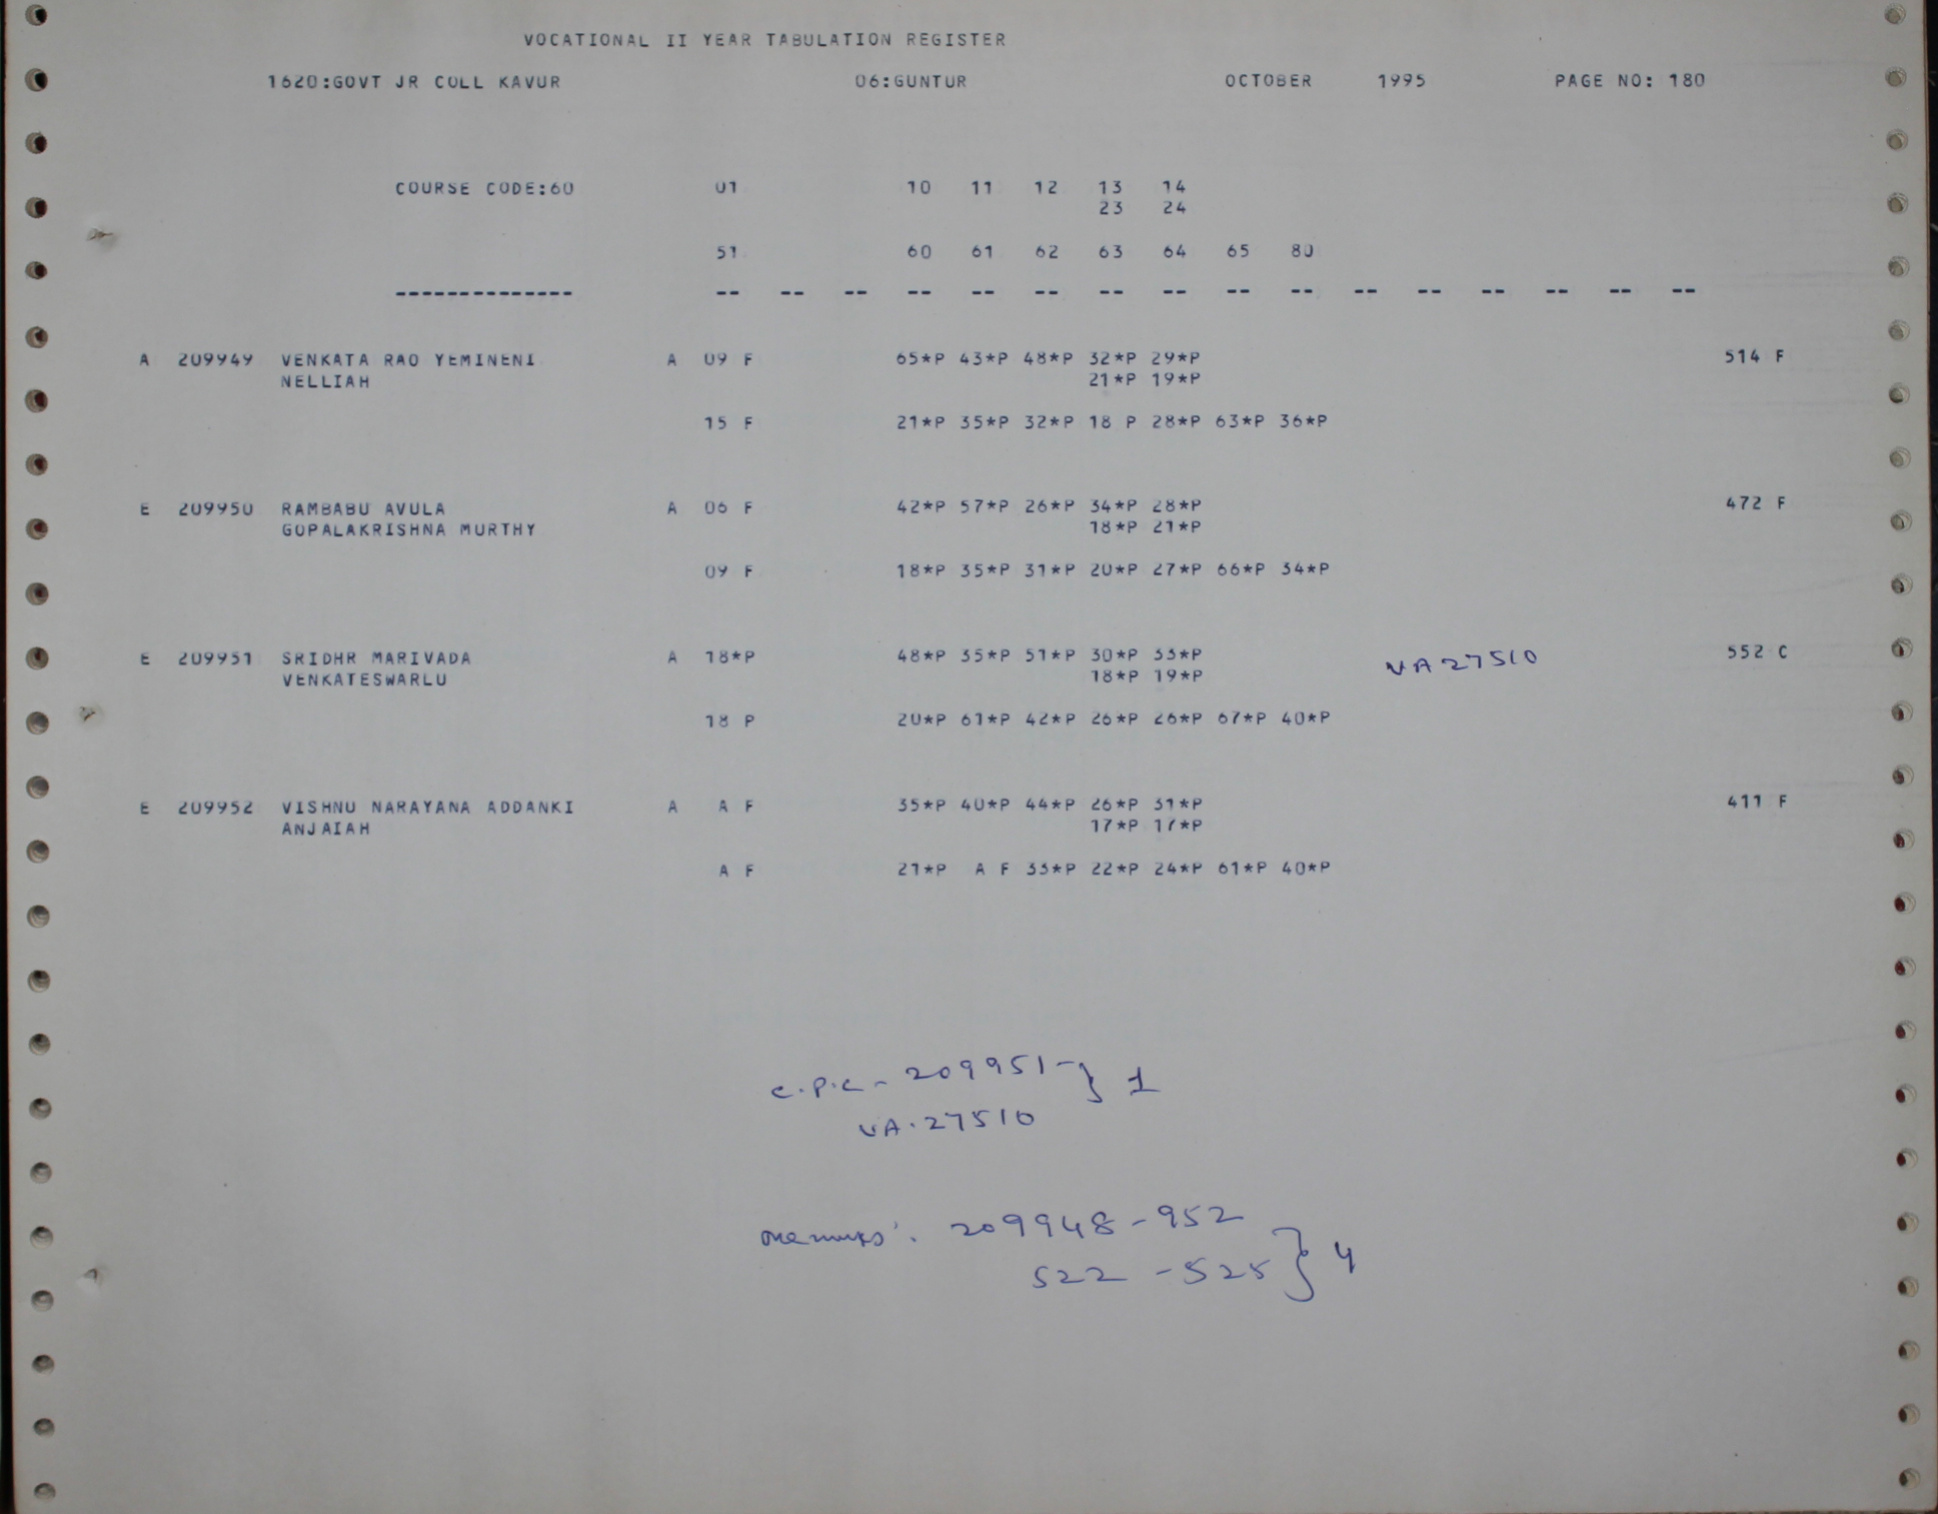 VOCATIONAL II YEAR TABULATION REGISTER
1620:GOVT JR COLL KAVUR 06:GUNTUR OCTOBER 1995 PAGE NO: 180
COURSE CODE:60 01 10 11 12 13 14
23 24
51 60 61 62 63 64 65 80
-------------- -- -- -- -- -- -- -- -- -- -- -- -- -- -- -- --
A 209949 VENKATA RAO YEMINENI A 09 F 65*P 43*P 48*P 32*P 29*P 514 F
NELLIAH 21*P 19*P
15 F 21*P 35*P 32*P 18 P 28*P 63*P 36*P
E 209950 RAMBABU AVULA A 06 F 42*P 57*P 26*P 34*P 28*P 472 F
GOPALAKRISHNA MURTHY 18*P 21*P
09 F 18*P 35*P 31*P 20*P 27*P 66*P 34*P
E 209951 SRIDHR MARIVADA A 18*P 48*P 35*P 51*P 30*P 33*P VA27510 552 C
VENKATESWARLU 18*P 19*P
18 P 20*P 61*P 42*P 26*P 26*P 67*P 40*P
E 209952 VISHNU NARAYANA ADDANKI A A F 35*P 40*P 44*P 26*P 31*P 411 F
ANJAIAH 17*P 17*P
A F 21*P A F 33*P 22*P 24*P 61*P 40*P
C.P.C - 209951- } 1
VA.27510
209948-952
522 -525 } 4